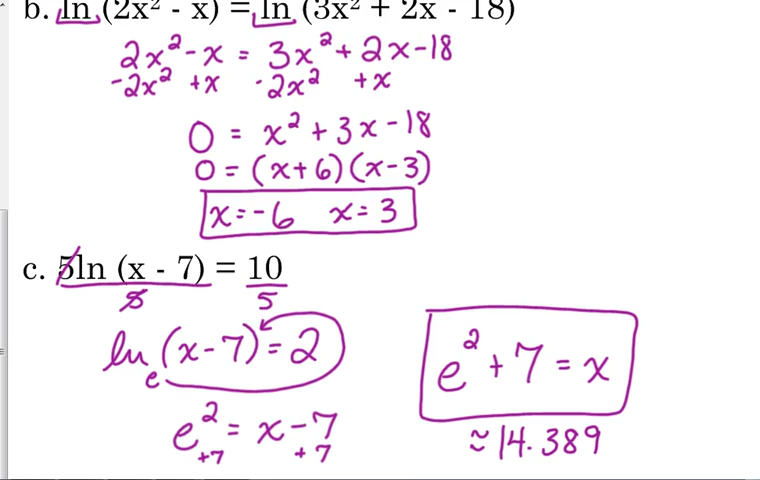 b. ln (2x² - x) = ln (3x² + 2x - 18)
2x² - x = 3x² + 2x - 18
-2x² +x -2x² +x
0 = x² + 3x - 18
0 = (x + 6)(x - 3)
x = -6 x = 3
c. 5ln (x - 7) = 10
5 5
lnₑ(x - 7) = 2
e² = x - 7
+7 +7
e² + 7 = x
≈ 14.389